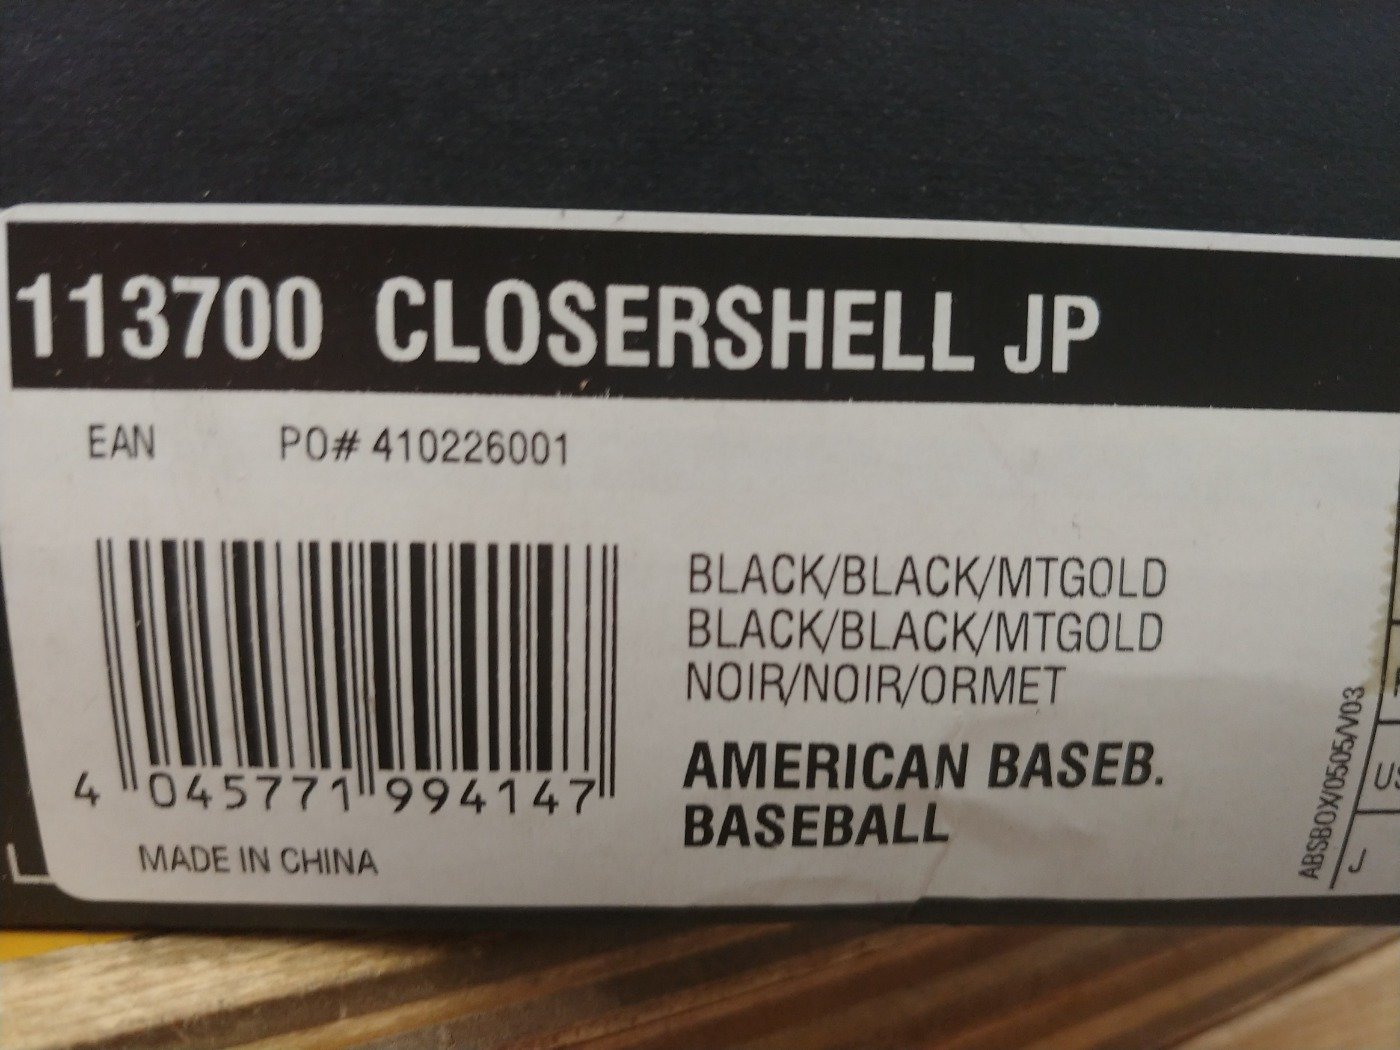 113700 CLOSERSHELL JP
EAN PO# 410226001
BLACK/BLACK/MTGOLD
BLACK/BLACK/MTGOLD
NOIR/NOIR/ORMET
AMERICAN BASEB.
BASEBALL
4 045771 994147
MADE IN CHINA
ABSBOX/0505/V03
J